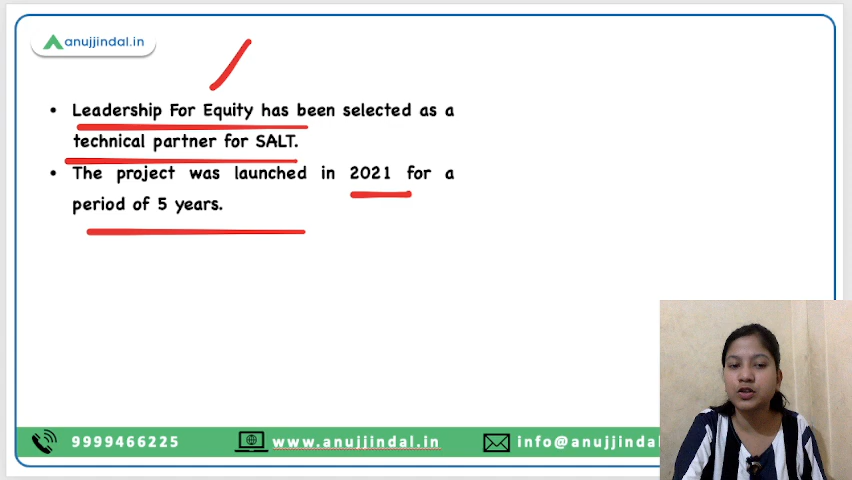 anujjindal.in
• Leadership For Equity has been selected as a
technical partner for SALT.
• The project was launched in 2021 for a
period of 5 years.
9999466225
www.anujjindal.in
info@anujjindal